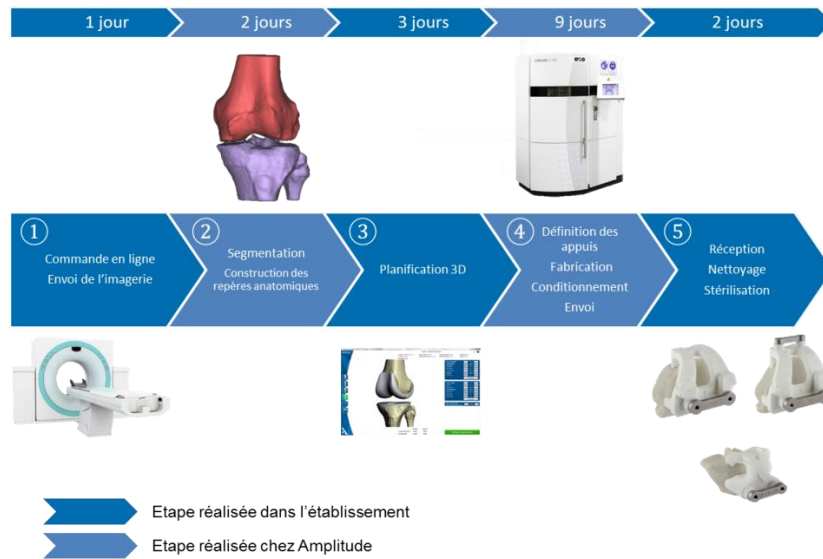 1 jour
2 jours
3 jours
9 jours
2 jours
1
Commande en ligne
Envoi de l'imagerie
2
Segmentation
Construction des
repères anatomiques
3
Planification 3D
4
Définition des
appuis
Fabrication
Conditionnement
Envoi
5
Réception
Nettoyage
Stérilisation
Etape réalisée dans l'établissement
Etape réalisée chez Amplitude